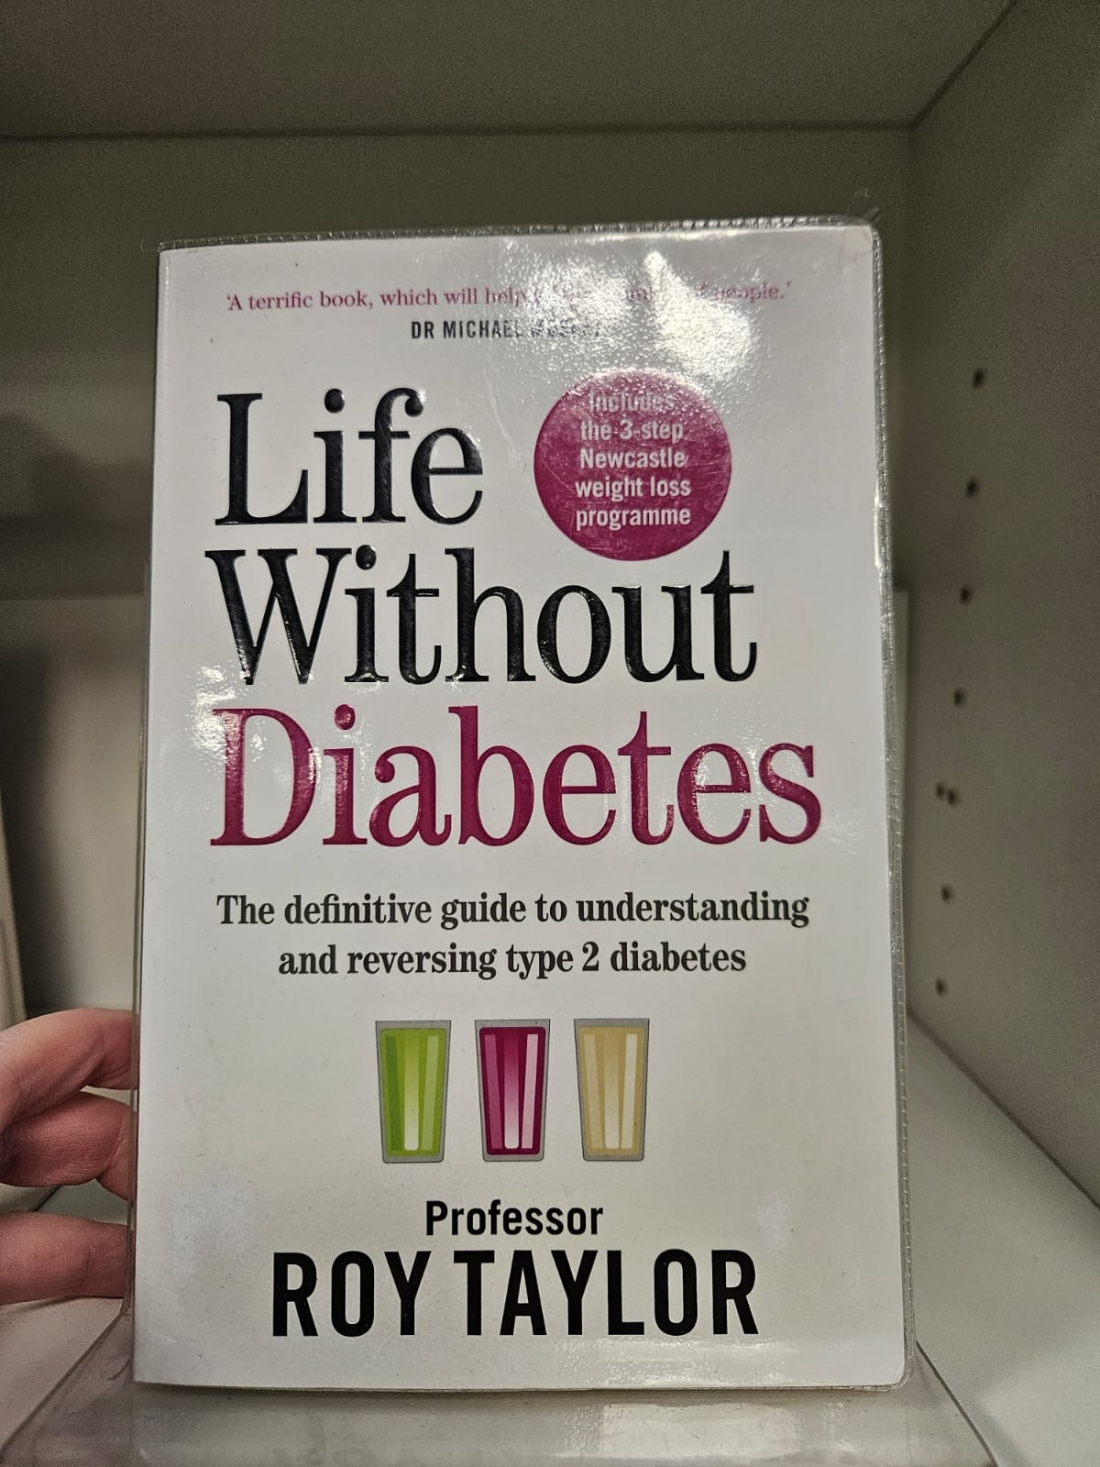 'A terrific book, which will help people.'
DR MICHAEL
Life
Without
Diabetes
Includes
the 3-step
Newcastle
weight loss
programme
The definitive guide to understanding
and reversing type 2 diabetes
Professor
ROY TAYLOR